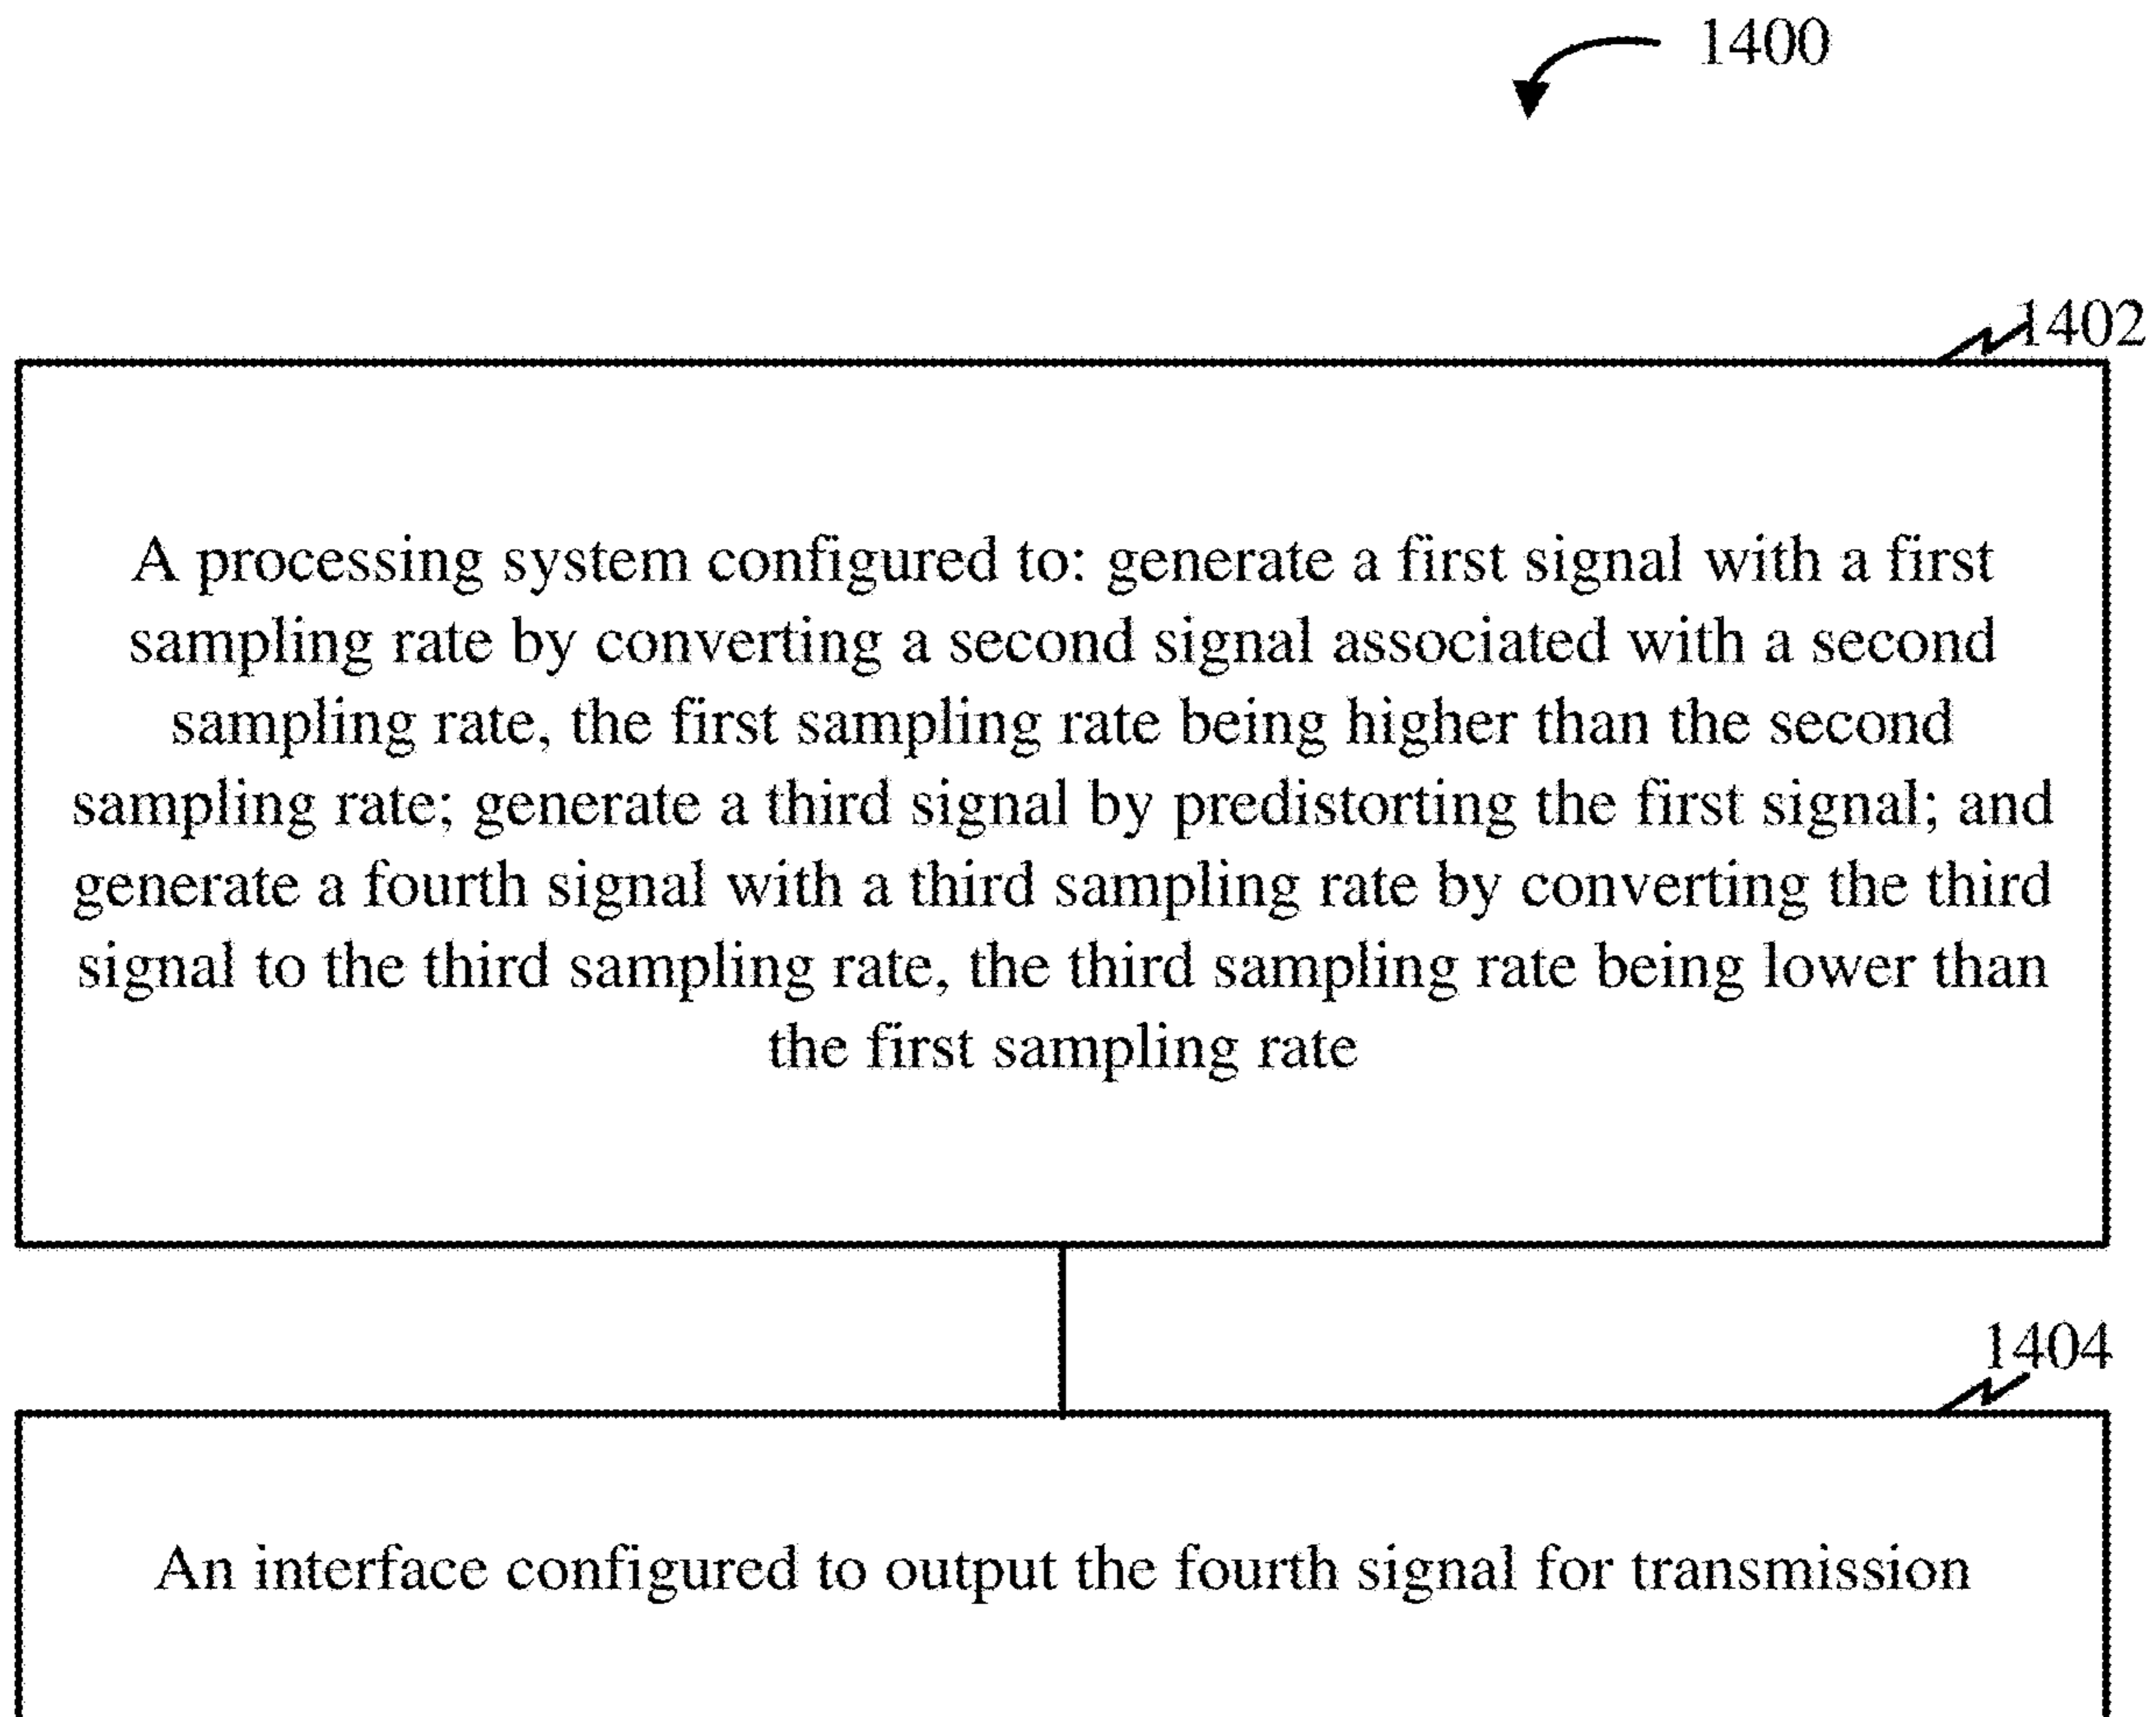 1400
1402
A processing system configured to: generate a first signal with a first
sampling rate by converting a second signal associated with a second
sampling rate, the first sampling rate being higher than the second
sampling rate; generate a third signal by predistorting the first signal; and
generate a fourth signal with a third sampling rate by converting the third
signal to the third sampling rate, the third sampling rate being lower than
the first sampling rate
1404
An interface configured to output the fourth signal for transmission